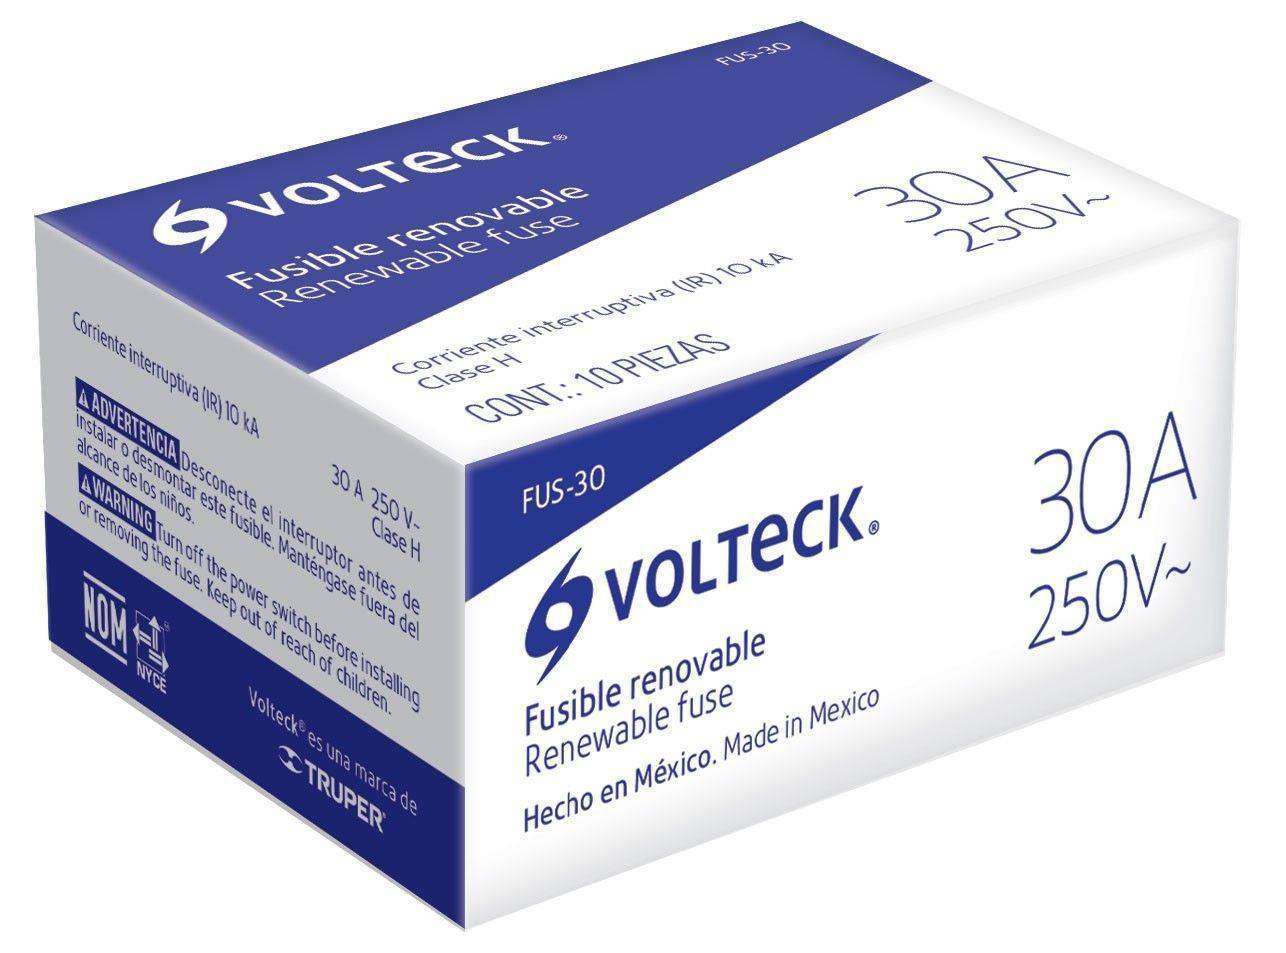 FUS-30
VOLTECK®
Fusible renovable
Renewable fuse
30A
250V~
Corriente interruptiva (IR) 10 kA
Clase H
CONT.: 10 PIEZAS
Corriente interruptiva (IR) 10 kA
30 A 250 V~
Clase H
ADVERTENCIA Desconecte el interruptor antes de
instalar o desmontar este fusible. Manténgase fuera del
alcance de los niños.
WARNING Turn off the power switch before installing
or removing the fuse. Keep out of reach of children.
NOM
NYCE
Volteck® es una marca de
TRUPER®
FUS-30
VOLTECK®
30A
250V~
Fusible renovable
Renewable fuse
Hecho en México. Made in Mexico